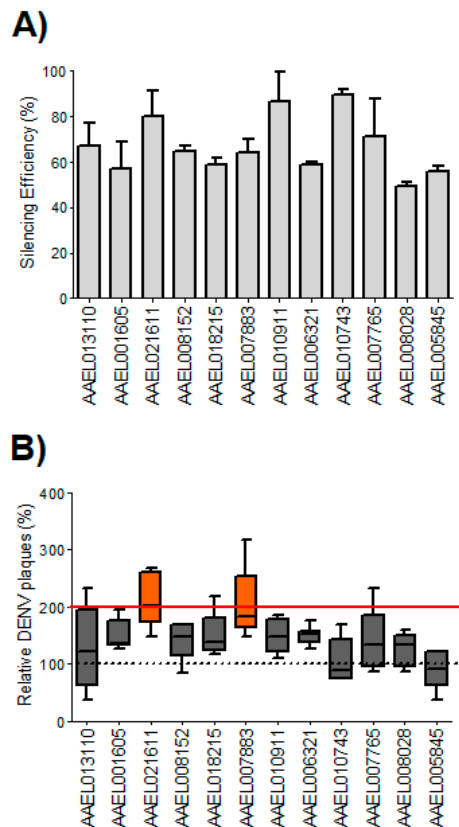 A)
Silencing Efficiency (%)
100
80
60
40
20
0
AAEL013110
AAEL001605
AAEL021611
AAEL008152
AAEL018215
AAEL007883
AAEL010911
AAEL006321
AAEL010743
AAEL007765
AAEL008028
AAEL005845
B)
Relative DENV plaques (%)
400
300
200
100
0
AAEL013110
AAEL001605
AAEL021611
AAEL008152
AAEL018215
AAEL007883
AAEL010911
AAEL006321
AAEL010743
AAEL007765
AAEL008028
AAEL005845